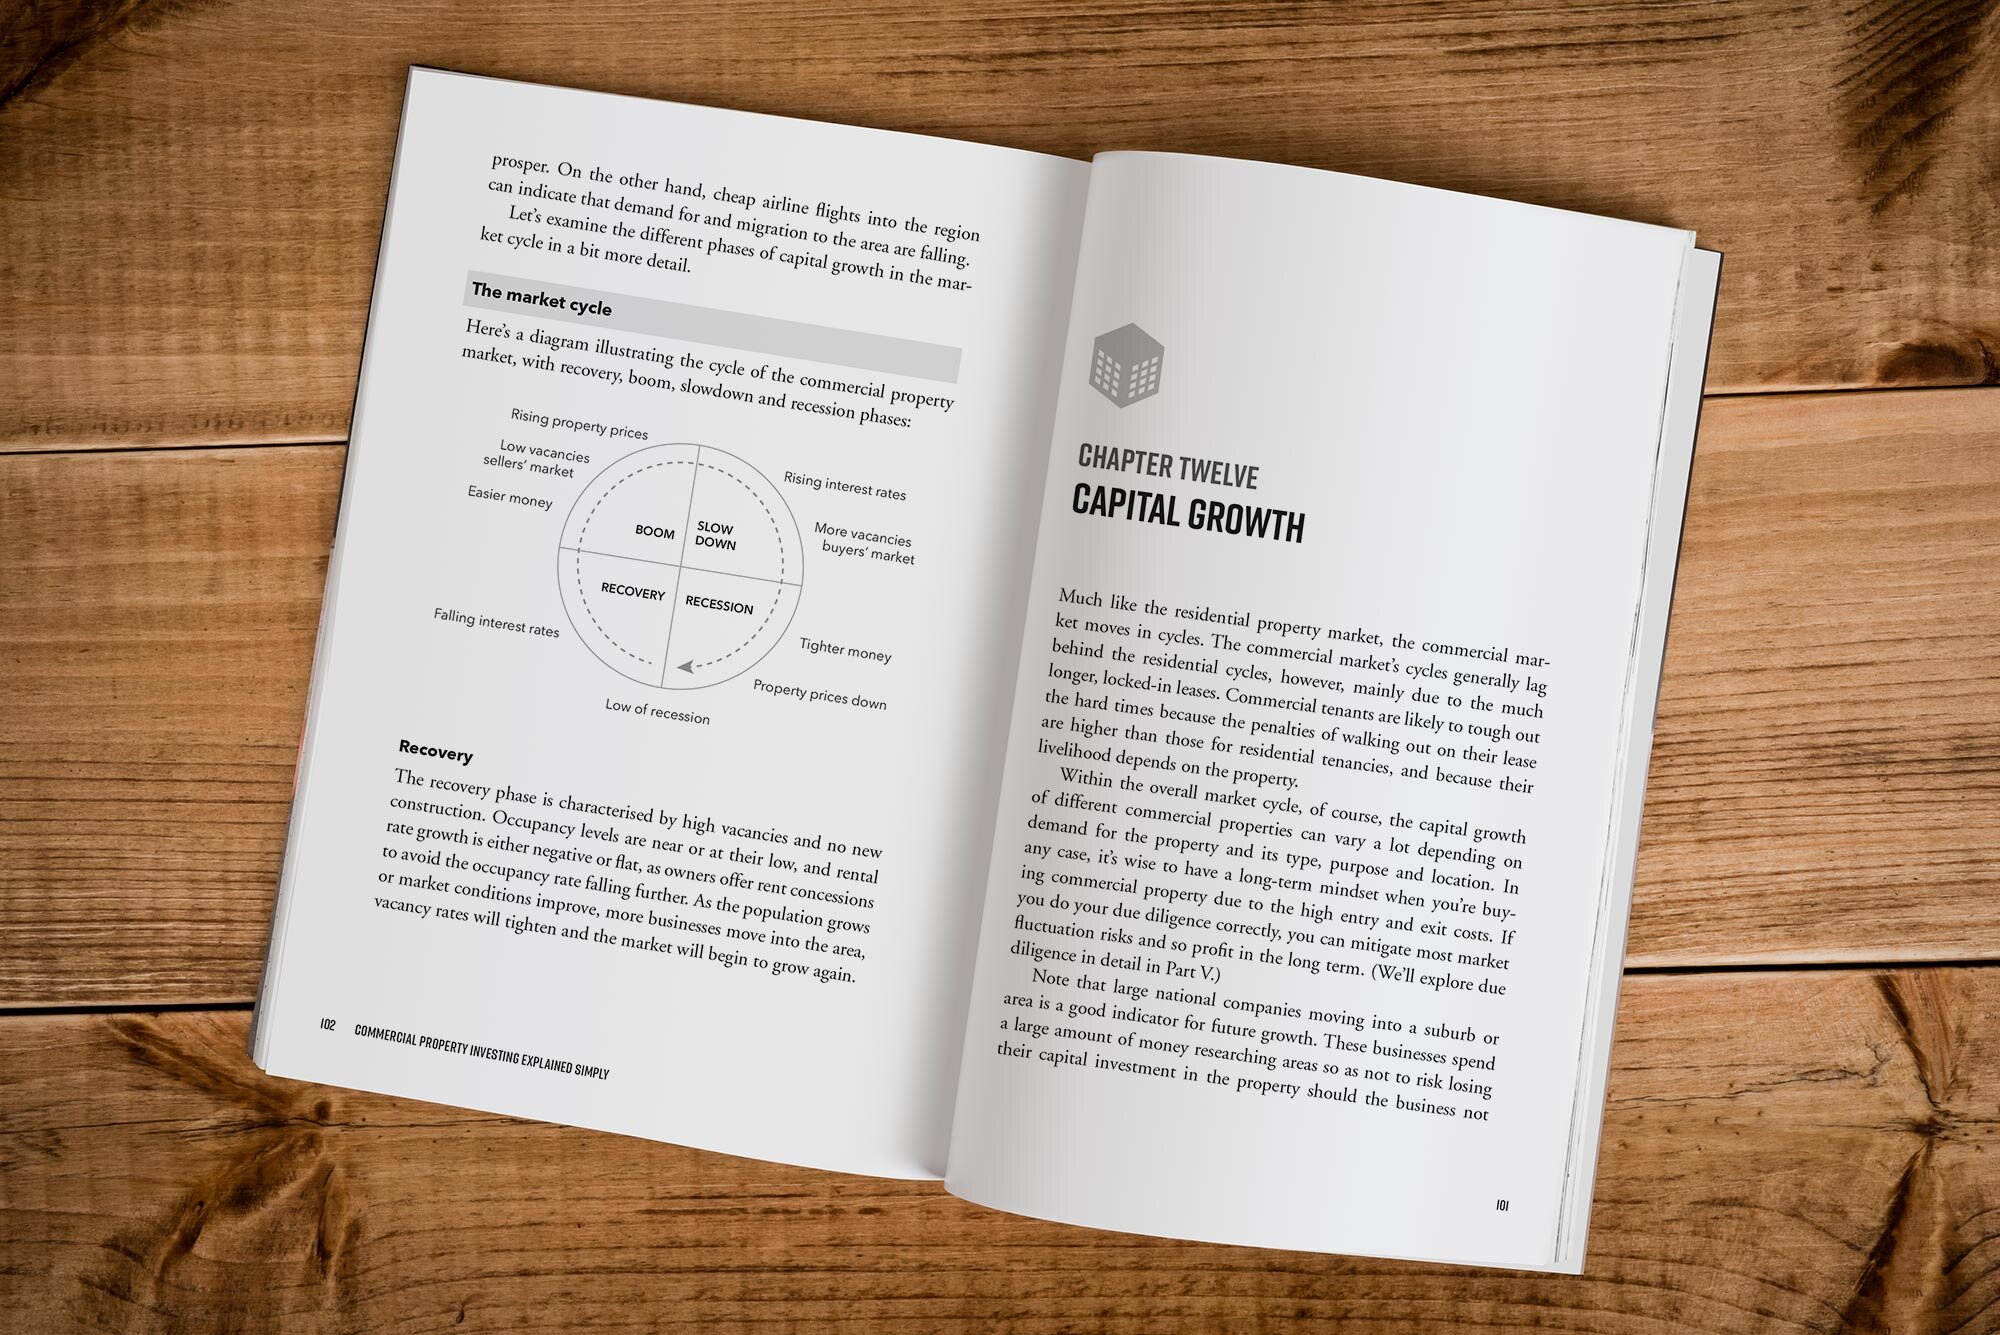 prosper. On the other hand, cheap airline flights into the region
can indicate that demand for and migration to the area are falling.
Let's examine the different phases of capital growth in the mar-
ket cycle in a bit more detail.
The market cycle
Here's a diagram illustrating the cycle of the commercial property
market, with recovery, boom, slowdown and recession phases:
Rising property prices
Low vacancies
sellers' market
Easier money
Falling interest rates
BOOM
SLOW
DOWN
RECOVERY
RECESSION
Rising interest rates
More vacancies
buyers' market
Tighter money
Property prices down
Low of recession
Recovery
The recovery phase is characterised by high vacancies and no new
construction. Occupancy levels are near or at their low, and rental
rate growth is either negative or flat, as owners offer rent concessions
to avoid the occupancy rate falling further. As the population grows
or market conditions improve, more businesses move into the area,
vacancy rates will tighten and the market will begin to grow again.
102 COMMERCIAL PROPERTY INVESTING EXPLAINED SIMPLY
CHAPTER TWELVE
CAPITAL GROWTH
Much like the residential property market, the commercial mar-
ket moves in cycles. The commercial market's cycles generally lag
behind the residential cycles, however, mainly due to the much
longer, locked-in leases. Commercial tenants are likely to tough out
the hard times because the penalties of walking out on their lease
are higher than those for residential tenancies, and because their
livelihood depends on the property.
Within the overall market cycle, of course, the capital growth
of different commercial properties can vary a lot depending on
demand for the property and its type, purpose and location. In
any case, it's wise to have a long-term mindset when you're buy-
ing commercial property due to the high entry and exit costs. If
you do your due diligence correctly, you can mitigate most market
fluctuation risks and so profit in the long term. (We'll explore due
diligence in detail in Part V.)
Note that large national companies moving into a suburb or
area is a good indicator for future growth. These businesses spend
a large amount of money researching areas so as not to risk losing
their capital investment in the property should the business not
101